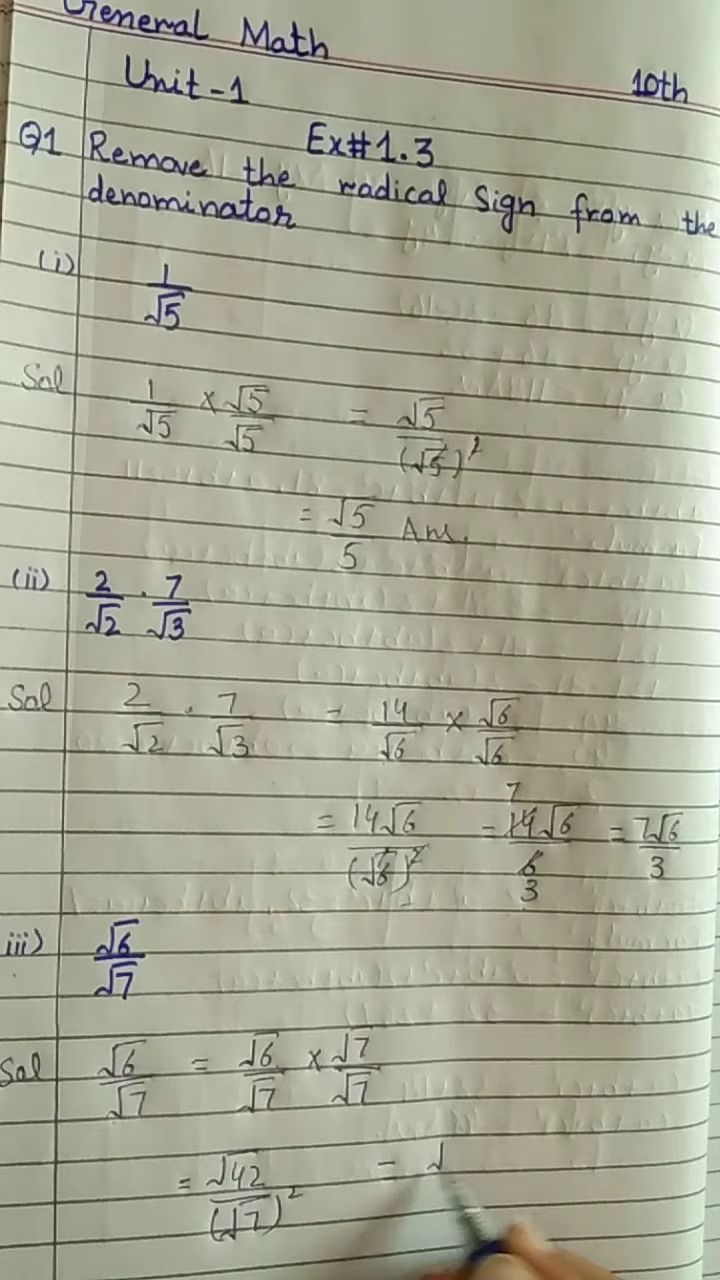 General Math
Unit-1 10th
Ex#1.3
Q1 Remove the radical Sign from the
denominator
(i) 1/√5
Sol 1/√5 × √5/√5 = √5/(√5)²
= √5/5 Ans.
(ii) 2/√2 · 7/√3
Sol 2/√2 · 7/√3 = 14/√6 × √6/√6
= 14√6/(√6)² = 7 14√6/6 3 = 7√6/3
iii) √6/√7
Sol √6/√7 = √6/√7 × √7/√7
= √42/(√7)² = √